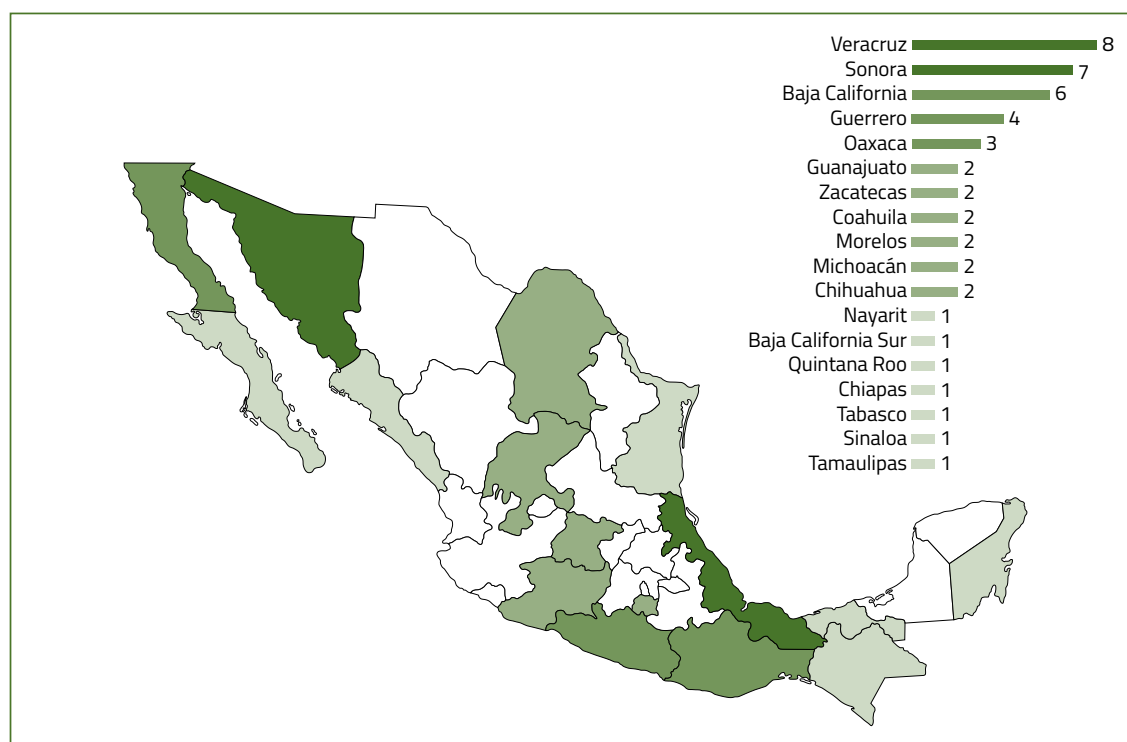 Veracruz 8
Sonora 7
Baja California 6
Guerrero 4
Oaxaca 3
Guanajuato 2
Zacatecas 2
Coahuila 2
Morelos 2
Michoacán 2
Chihuahua 2
Nayarit 1
Baja California Sur 1
Quintana Roo 1
Chiapas 1
Tabasco 1
Sinaloa 1
Tamaulipas 1